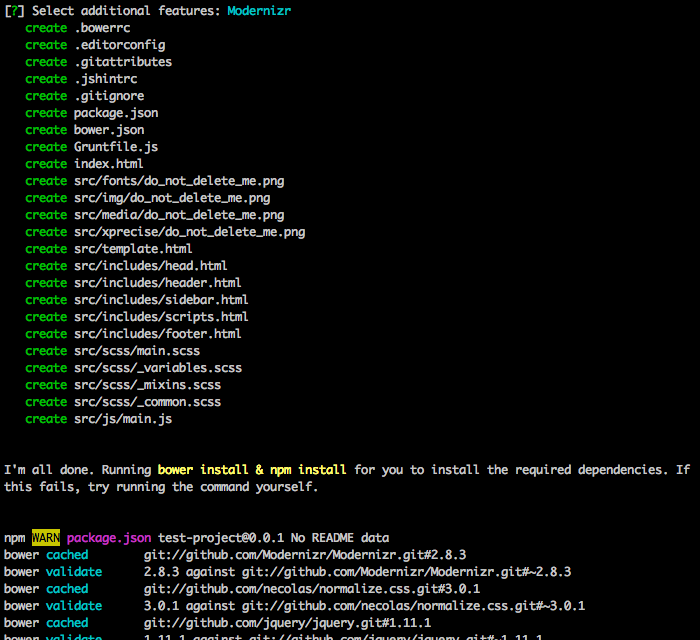 [?] Select additional features: Modernizr
create .bowerrc
create .editorconfig
create .gitattributes
create .jshintrc
create .gitignore
create package.json
create bower.json
create Gruntfile.js
create index.html
create src/fonts/do_not_delete_me.png
create src/img/do_not_delete_me.png
create src/media/do_not_delete_me.png
create src/xprecise/do_not_delete_me.png
create src/template.html
create src/includes/head.html
create src/includes/header.html
create src/includes/sidebar.html
create src/includes/scripts.html
create src/includes/footer.html
create src/scss/main.scss
create src/scss/_variables.scss
create src/scss/_mixins.scss
create src/scss/_common.scss
create src/js/main.js
I'm all done. Running bower install & npm install for you to install the required dependencies. If
this fails, try running the command yourself.
npm WARN package.json test-project@0.0.1 No README data
bower cached git://github.com/Modernizr/Modernizr.git#2.8.3
bower validate 2.8.3 against git://github.com/Modernizr/Modernizr.git#~2.8.3
bower cached git://github.com/necolas/normalize.css.git#3.0.1
bower validate 3.0.1 against git://github.com/necolas/normalize.css.git#~3.0.1
bower cached git://github.com/jquery/jquery.git#1.11.1
bower validate 1.11.1 against git://github.com/jquery/jquery.git#~1.11.1